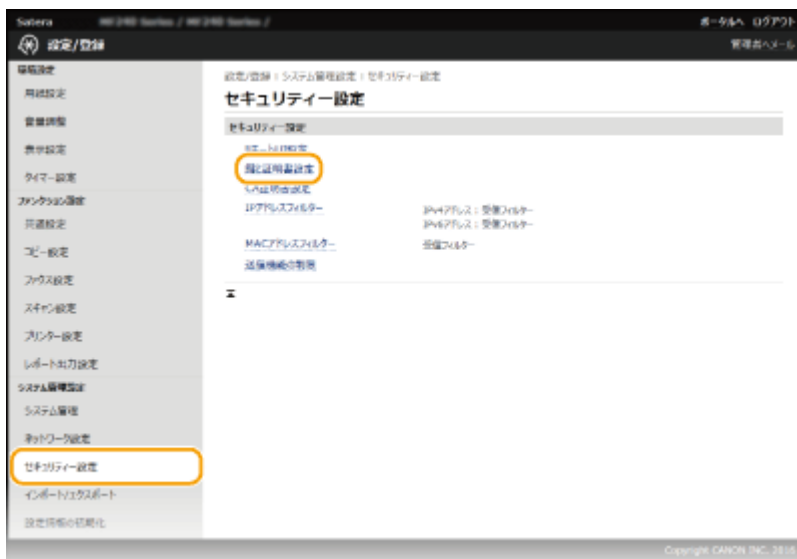 Satera
MF240 Series / MF240 Series /
ポータルへ ログアウト
設定/登録
管理者へメール
環境設定
用紙設定
音量調整
表示設定
タイマー設定
ファンクション設定
共通設定
コピー設定
ファクス設定
スキャン設定
プリンター設定
レポート出力設定
システム管理設定
システム管理
ネットワーク設定
セキュリティー設定
インポート/エクスポート
設定情報の初期化
設定/登録 : システム管理設定 : セキュリティー設定
セキュリティー設定
セキュリティー設定
リモートUI設定
鍵と証明書設定
CA証明書設定
IPアドレスフィルター
IPv4アドレス : 受信フィルター
IPv6アドレス : 受信フィルター
MACアドレスフィルター
受信フィルター
送信機能の制限
Copyright CANON INC. 2016